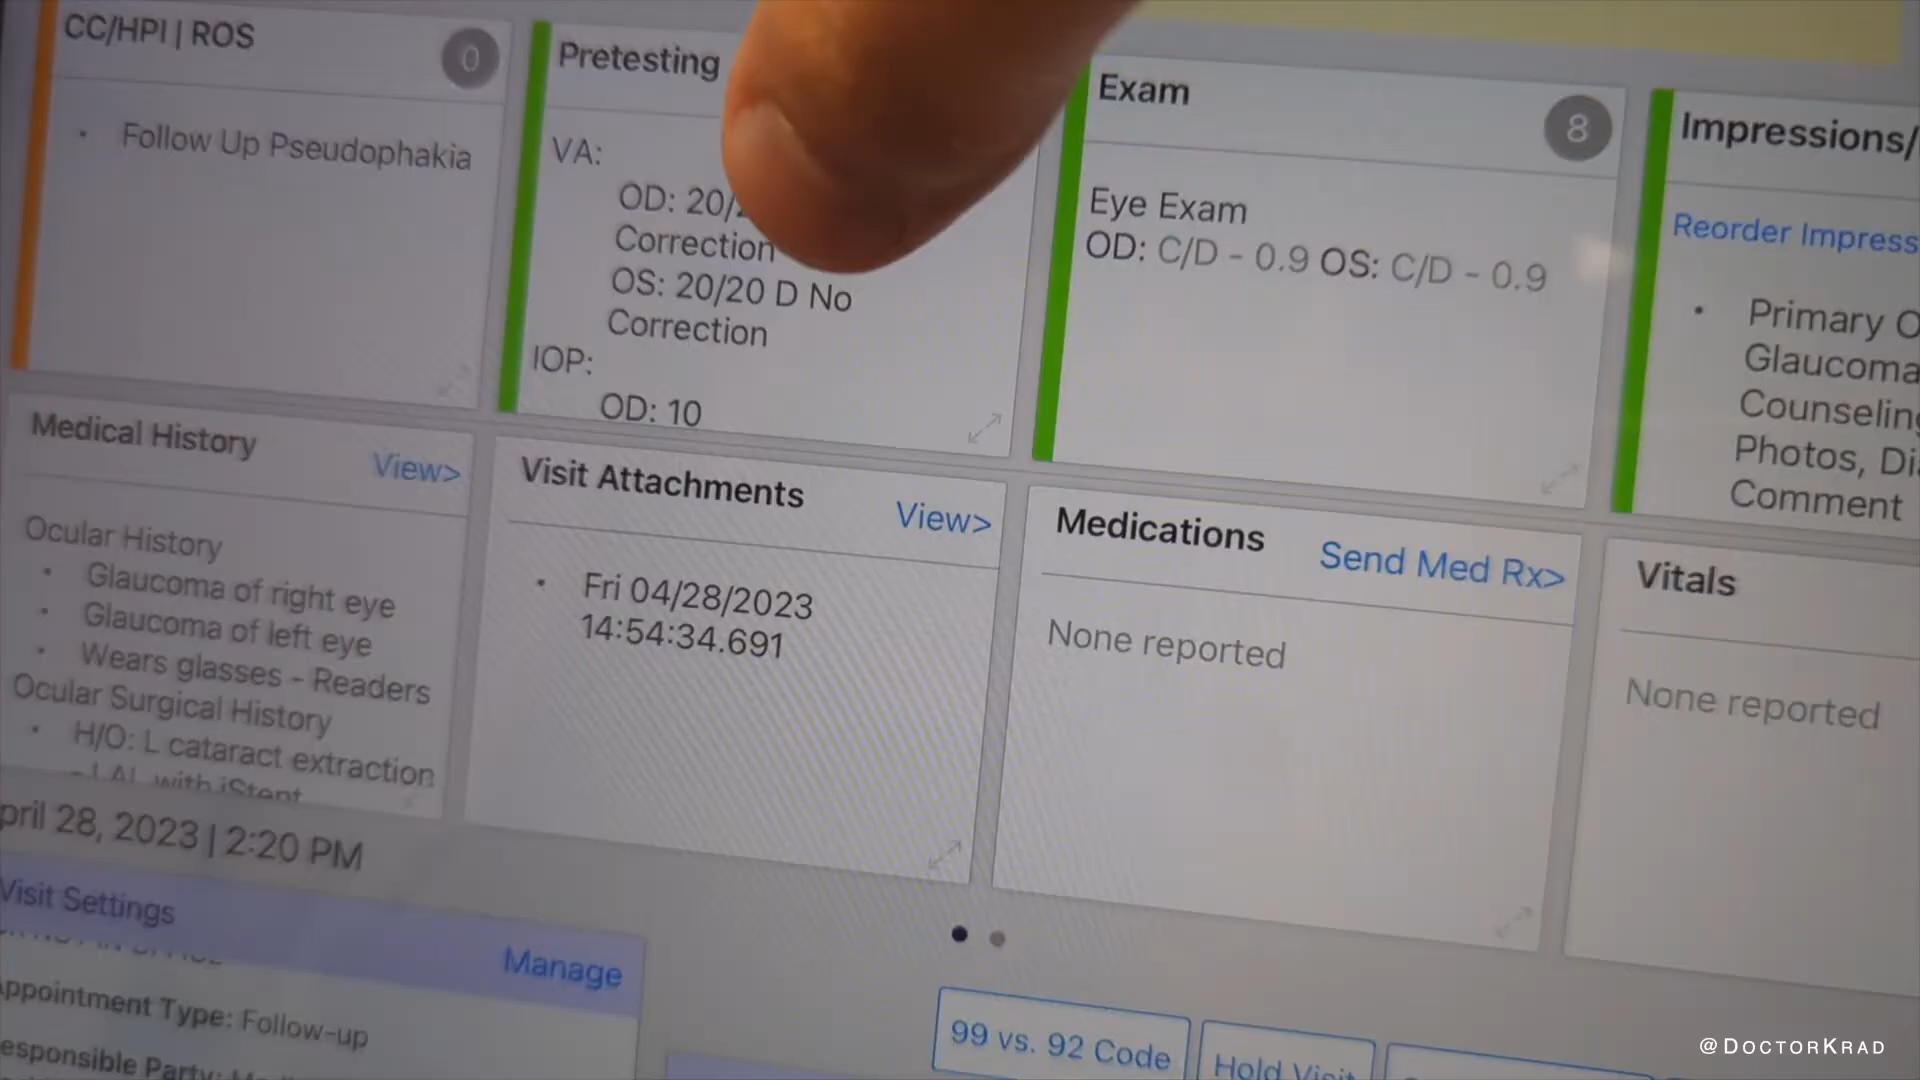 CC/HPI | ROS
0
Follow Up Pseudophakia
Pretesting
VA:
OD: 20/
Correction
OS: 20/20 D No
Correction
IOP:
OD: 10
Exam
8
Eye Exam
OD: C/D - 0.9 OS: C/D - 0.9
Impressions/
Reorder Impress
Primary O
Glaucoma
Counseling
Photos, Di
Comment
Medical History
View>
Ocular History
Glaucoma of right eye
Glaucoma of left eye
Wears glasses - Readers
Ocular Surgical History
H/O: L cataract extraction
- LAL with iStent
Visit Attachments
View>
Fri 04/28/2023
14:54:34.691
Medications
Send Med Rx>
None reported
Vitals
None reported
pril 28, 2023 | 2:20 PM
Visit Settings
Manage
Appointment Type: Follow-up
esponsible Party:
99 vs. 92 Code
Hold Visit
@DOCTORKRAD